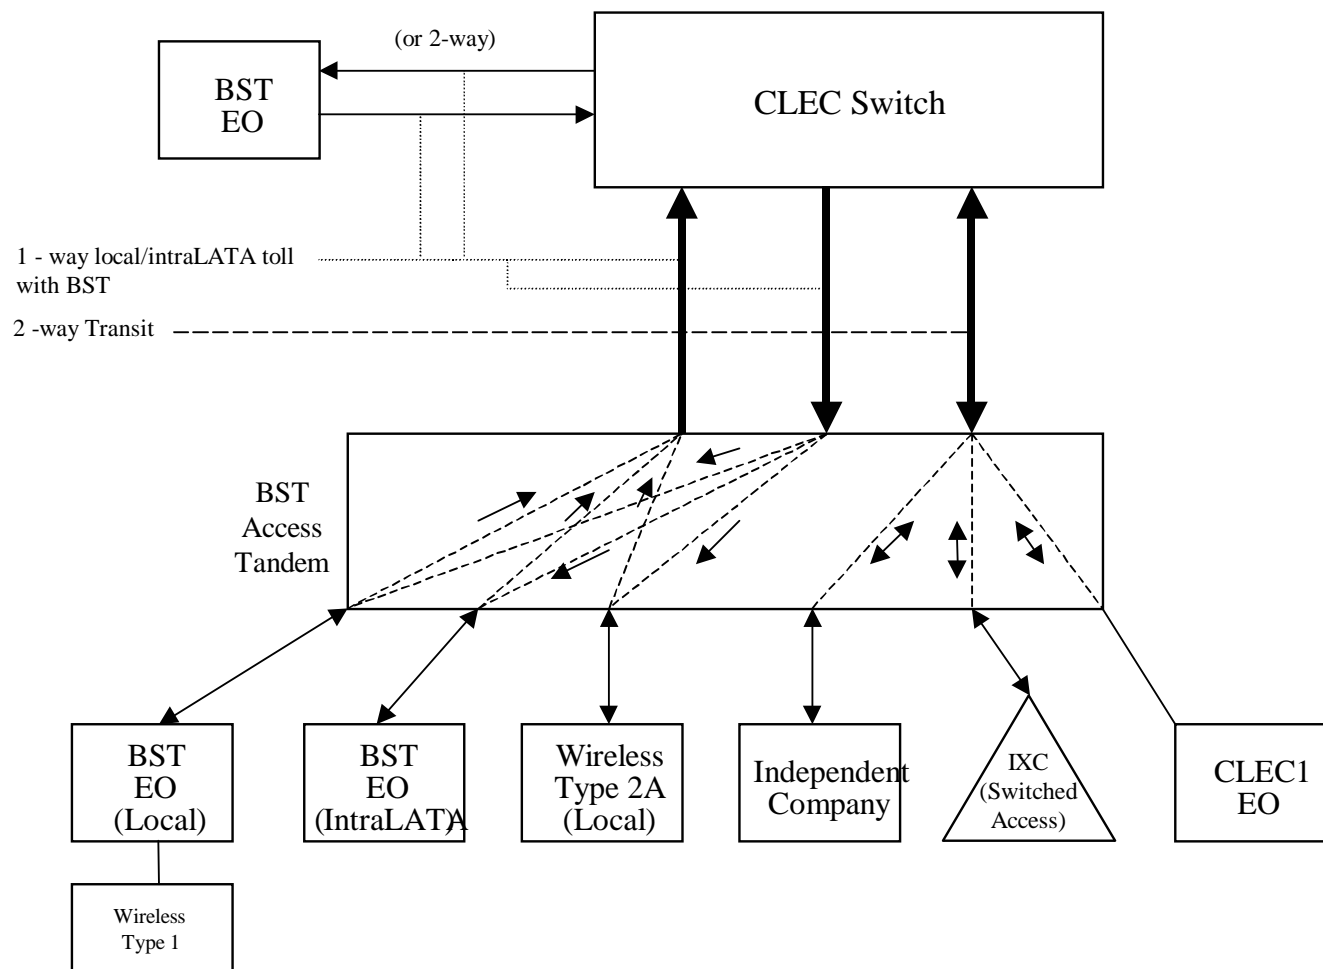 (or 2-way)
BST
EO
CLEC Switch
1 - way local/intraLATA toll
with BST
2 -way Transit
BST
Access
Tandem
BST
EO
(Local)
BST
EO
(IntraLATA)
Wireless
Type 2A
(Local)
Independent
Company
IXC
(Switched
Access)
CLEC1
EO
Wireless
Type 1